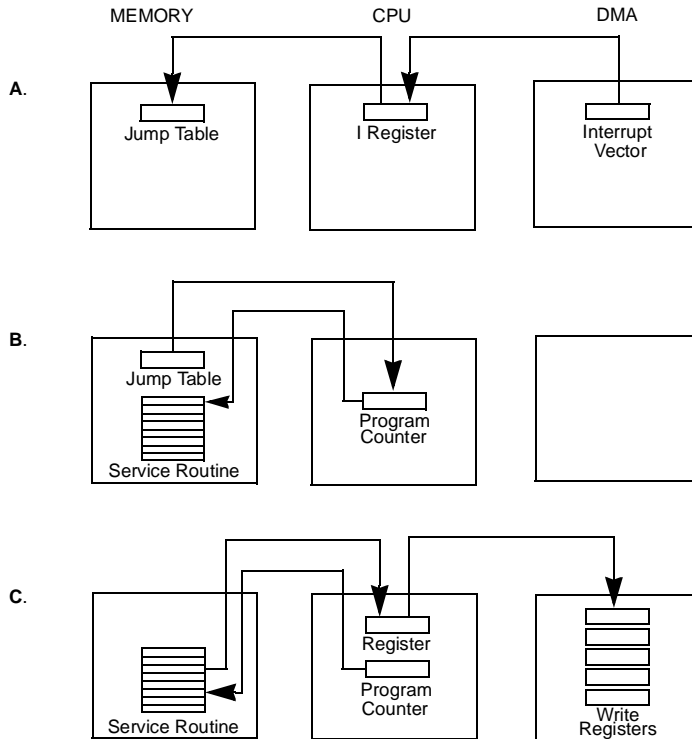 MEMORY CPU DMA
A.
Jump Table
I Register
Interrupt
Vector
B.
Jump Table
Service Routine
Program
Counter
C.
Service Routine
Register
Program
Counter
Write
Registers